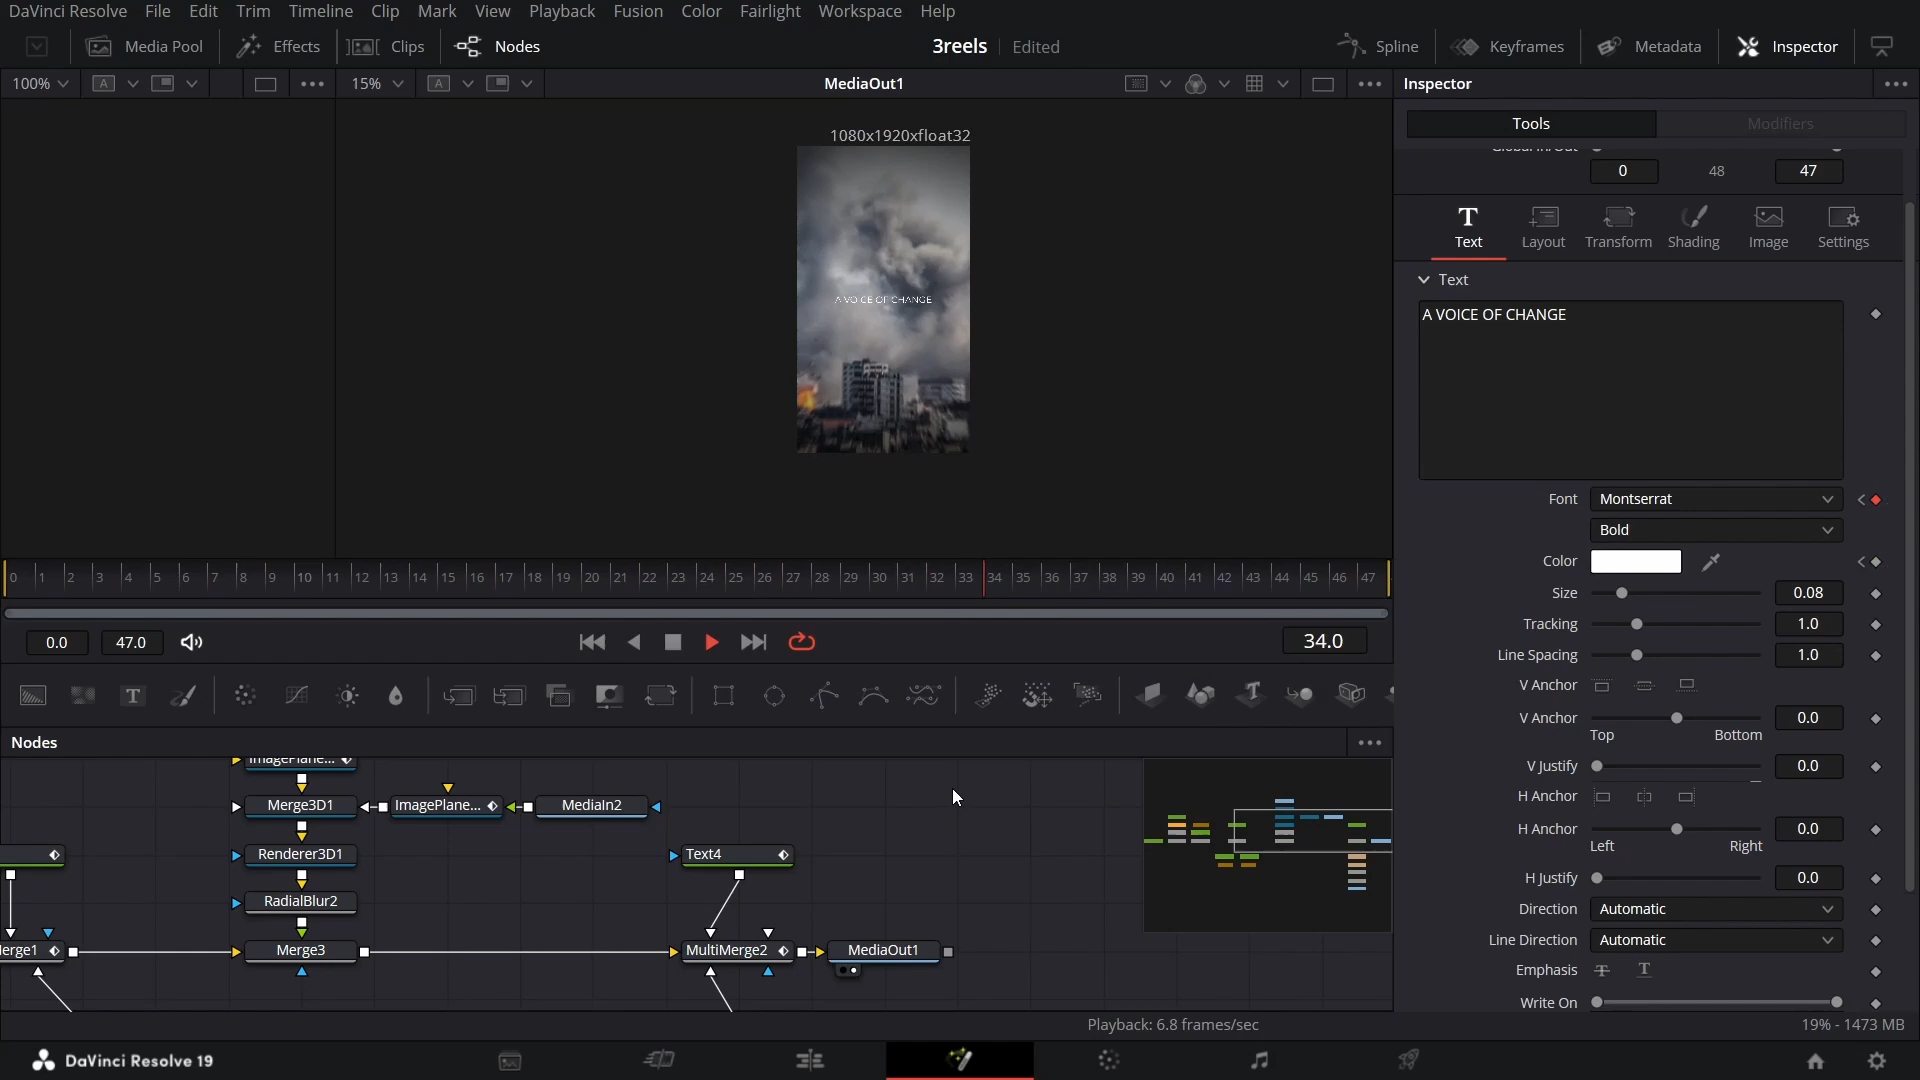 DaVinci Resolve File Edit Trim Timeline Clip Mark View Playback Fusion Color Fairlight Workspace Help
Media Pool Effects Clips Nodes 3reels Edited Spline Keyframes Metadata Inspector
100% A 15% A MediaOut1 Inspector
Tools Modifiers
1080x1920xfloat32
Global In/Out
0 48 47
T
Text Layout Transform Shading Image Settings
Text
A VOICE OF CHANGE
A VOICE OF CHANGE
Font Montserrat
Bold
Color
Size 0.08
Tracking 1.0
Line Spacing 1.0
V Anchor
V Anchor 0.0
Top Bottom
V Justify 0.0
H Anchor
H Anchor 0.0
Left Right
H Justify 0.0
Direction Automatic
Line Direction Automatic
Emphasis T T
Write On
0 1 2 3 4 5 6 7 8 9 10 11 12 13 14 15 16 17 18 19 20 21 22 23 24 25 26 27 28 29 30 31 32 33 34 35 36 37 38 39 40 41 42 43 44 45 46 47
0.0 47.0 34.0
T T
Nodes
ImagePlane...
Merge3D1 ImagePlane... MediaIn2
Renderer3D1 Text4
RadialBlur2
erge1 Merge3 MultiMerge2 MediaOut1
Playback: 6.8 frames/sec 19% - 1473 MB
DaVinci Resolve 19